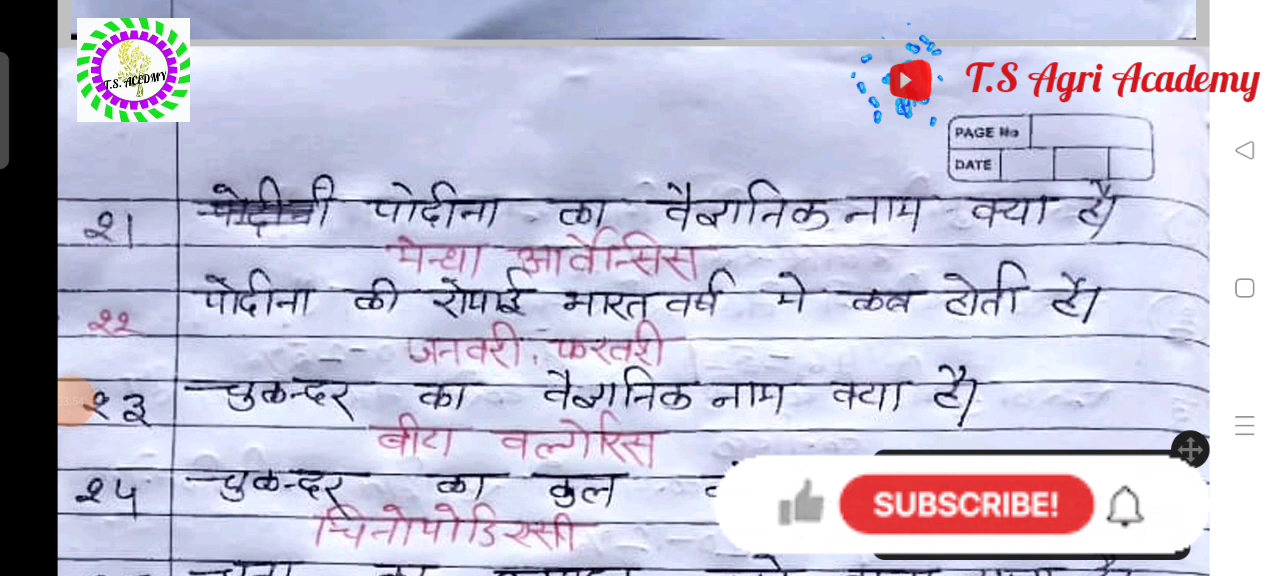 T.S. ACEDMY
T.S Agri Academy
PAGE No
DATE
२१ पोदीना का वैज्ञानिक नाम क्या है।
मेन्था आर्वेन्सिस
२२ पोदीना की रोपाई भारत वर्ष मे कब होती है।
जनवरी, फरवरी
२३ चुकन्दर का वैज्ञानिक नाम क्या है।
बीटा वल्गेरिस
२५ चुकन्दर का कुल
चिनोपोडिएसी
SUBSCRIBE!